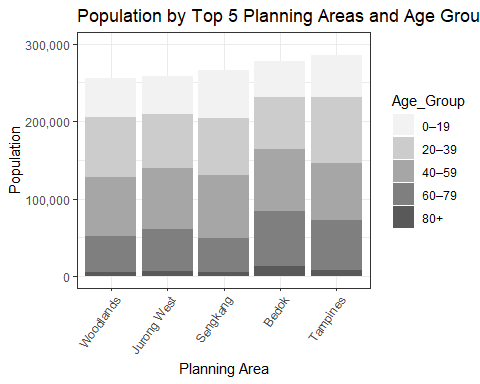 Population by Top 5 Planning Areas and Age Grou
300,000
200,000
100,000
0
Population
Woodlands
Jurong West
Sengkang
Bedok
Tampines
Planning Area
Age_Group
0–19
20–39
40–59
60–79
80+